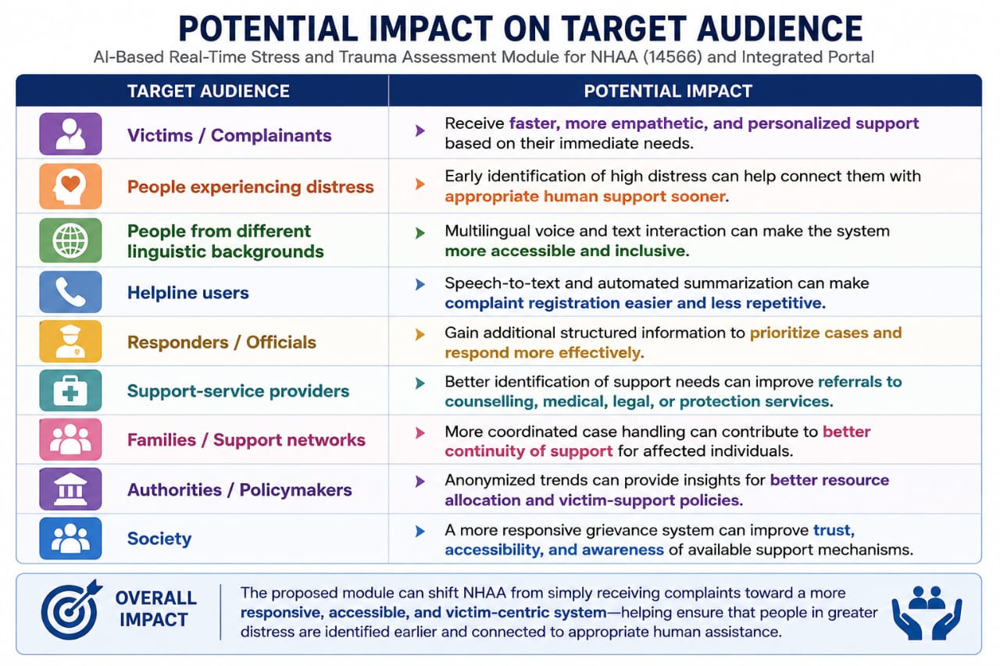 POTENTIAL IMPACT ON TARGET AUDIENCE
AI-Based Real-Time Stress and Trauma Assessment Module for NHAA (14566) and Integrated Portal
TARGET AUDIENCE
POTENTIAL IMPACT
Victims / Complainants
Receive faster, more empathetic, and personalized support
based on their immediate needs.
People experiencing distress
Early identification of high distress can help connect them with
appropriate human support sooner.
People from different
linguistic backgrounds
Multilingual voice and text interaction can make the system
more accessible and inclusive.
Helpline users
Speech-to-text and automated summarization can make
complaint registration easier and less repetitive.
Responders / Officials
Gain additional structured information to prioritize cases and
respond more effectively.
Support-service providers
Better identification of support needs can improve referrals to
counselling, medical, legal, or protection services.
Families / Support networks
More coordinated case handling can contribute to better
continuity of support for affected individuals.
Authorities / Policymakers
Anonymized trends can provide insights for better resource
allocation and victim-support policies.
Society
A more responsive grievance system can improve trust,
accessibility, and awareness of available support mechanisms.
OVERALL
IMPACT
The proposed module can shift NHAA from simply receiving complaints toward a more
responsive, accessible, and victim-centric system—helping ensure that people in greater
distress are identified earlier and connected to appropriate human assistance.